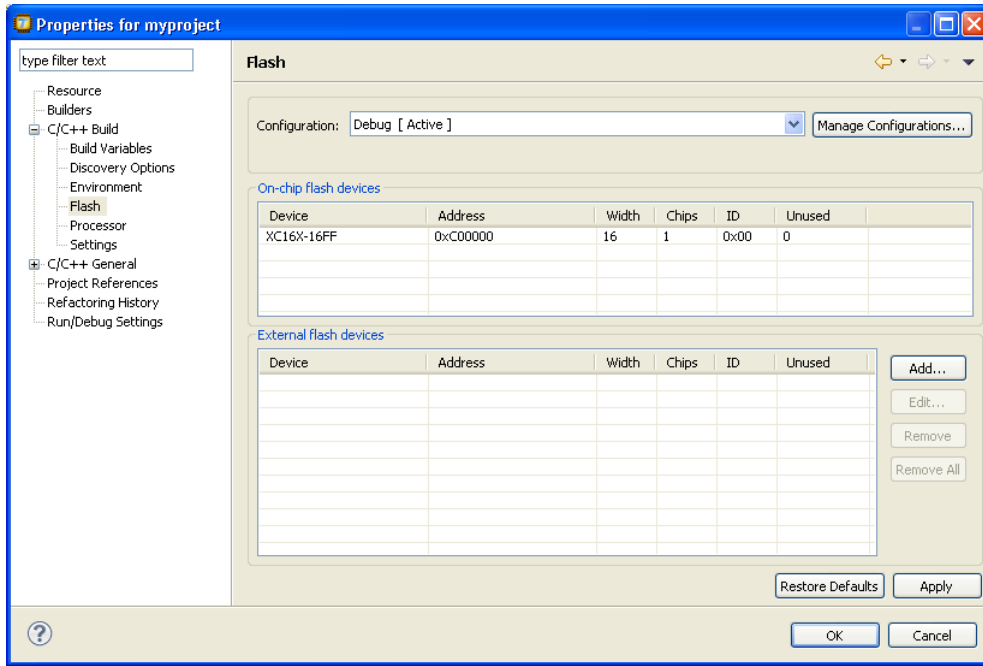 Properties for myproject
type filter text
Resource
Builders
C/C++ Build
Build Variables
Discovery Options
Environment
Flash
Processor
Settings
C/C++ General
Project References
Refactoring History
Run/Debug Settings
Flash
Configuration: Debug [ Active ] Manage Configurations...
On-chip flash devices
Device Address Width Chips ID Unused
XC16X-16FF 0xC00000 16 1 0x00 0
External flash devices
Device Address Width Chips ID Unused
Add...
Edit...
Remove
Remove All
Restore Defaults Apply
? OK Cancel